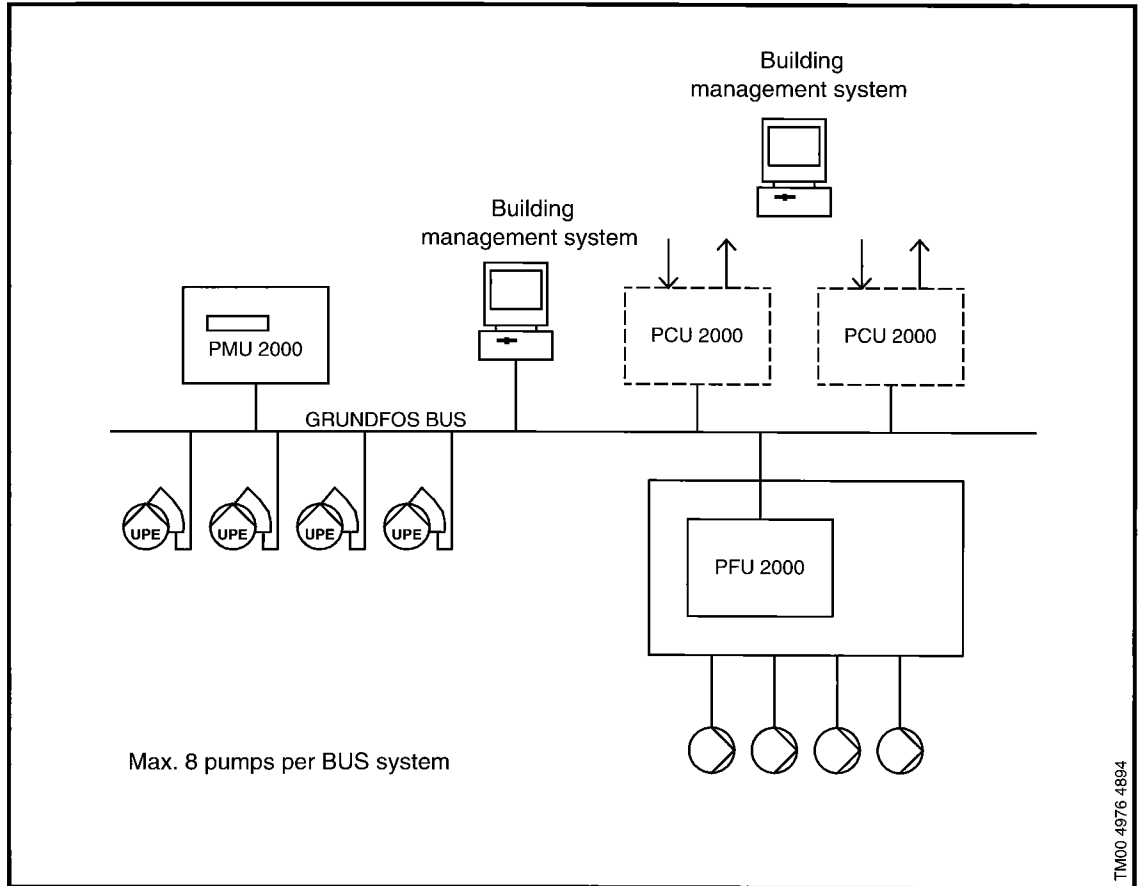 Building
management system
Building
management system
PMU 2000
PCU 2000
PCU 2000
GRUNDFOS BUS
UPE
UPE
UPE
UPE
PFU 2000
Max. 8 pumps per BUS system
TM00 4976 4894